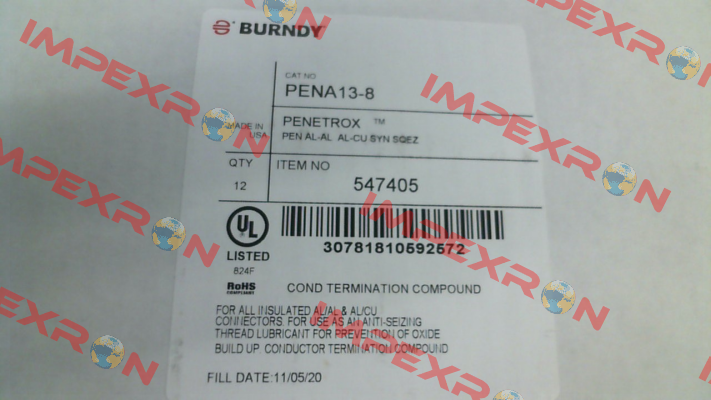 BURNDY
CAT NO
PENA13-8
MADE IN USA
PENETROX ™
PEN AL-AL AL-CU SYN SQEZ
QTY
12
ITEM NO
547405
UL
LISTED
824F
30781810592572
RoHS
COMPLIANT
COND TERMINATION COMPOUND
FOR ALL INSULATED AL/AL & AL/CU
CONNECTORS. FOR USE AS AN ANTI-SEIZING
THREAD LUBRICANT FOR PREVENTION OF OXIDE
BUILD UP. CONDUCTOR TERMINATION COMPOUND
FILL DATE:11/05/20
IMPEXRON
IMPEXRON
IMPEXRON
IMPEXRON
IMPEXRON